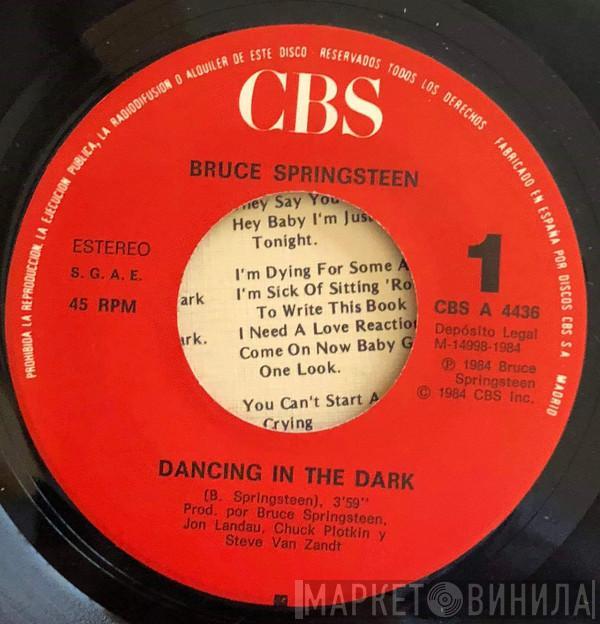 PROHIBIDA LA REPRODUCCION, LA EJECUCION PUBLICA, LA RADIODIFUSION O ALQUILER DE ESTE DISCO · RESERVADOS TODOS LOS DERECHOS · FABRICADO EN ESPAÑA POR DISCOS CBS S.A. MADRID
CBS
BRUCE SPRINGSTEEN
ESTEREO
S. G. A. E.
45 RPM
1
CBS A 4436
Depósito Legal
M-14998-1984
Ⓟ 1984 Bruce
Springsteen
© 1984 CBS Inc.
Say You
Hey Baby I'm Jus
Tonight.
I'm Dying For Some A
ark I'm Sick Of Sitting 'Ro
To Write This Book
rk. I Need A Love Reactio
Come On Now Baby G
One Look.
You Can't Start A
Crying
DANCING IN THE DARK
(B. Springsteen), 3'59''
Prod. por Bruce Springsteen,
Jon Landau, Chuck Plotkin y
Steve Van Zandt
МАРКЕТ ВИНИЛА